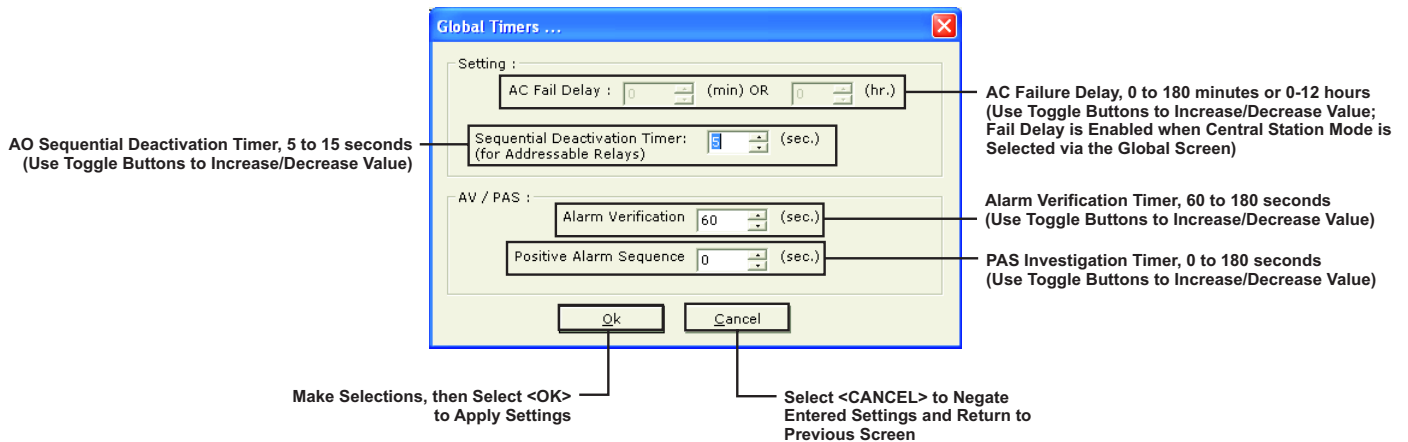 Global Timers ...
Setting :
AC Fail Delay : 0 (min) OR 0 (hr.)
AC Failure Delay, 0 to 180 minutes or 0-12 hours
(Use Toggle Buttons to Increase/Decrease Value;
Fail Delay is Enabled when Central Station Mode is
Selected via the Global Screen)
AO Sequential Deactivation Timer, 5 to 15 seconds
(Use Toggle Buttons to Increase/Decrease Value)
Sequential Deactivation Timer: 5 (sec.)
(for Addressable Relays)
AV / PAS :
Alarm Verification 60 (sec.)
Alarm Verification Timer, 60 to 180 seconds
(Use Toggle Buttons to Increase/Decrease Value)
Positive Alarm Sequence 0 (sec.)
PAS Investigation Timer, 0 to 180 seconds
(Use Toggle Buttons to Increase/Decrease Value)
Ok
Cancel
Make Selections, then Select <OK>
to Apply Settings
Select <CANCEL> to Negate
Entered Settings and Return to
Previous Screen